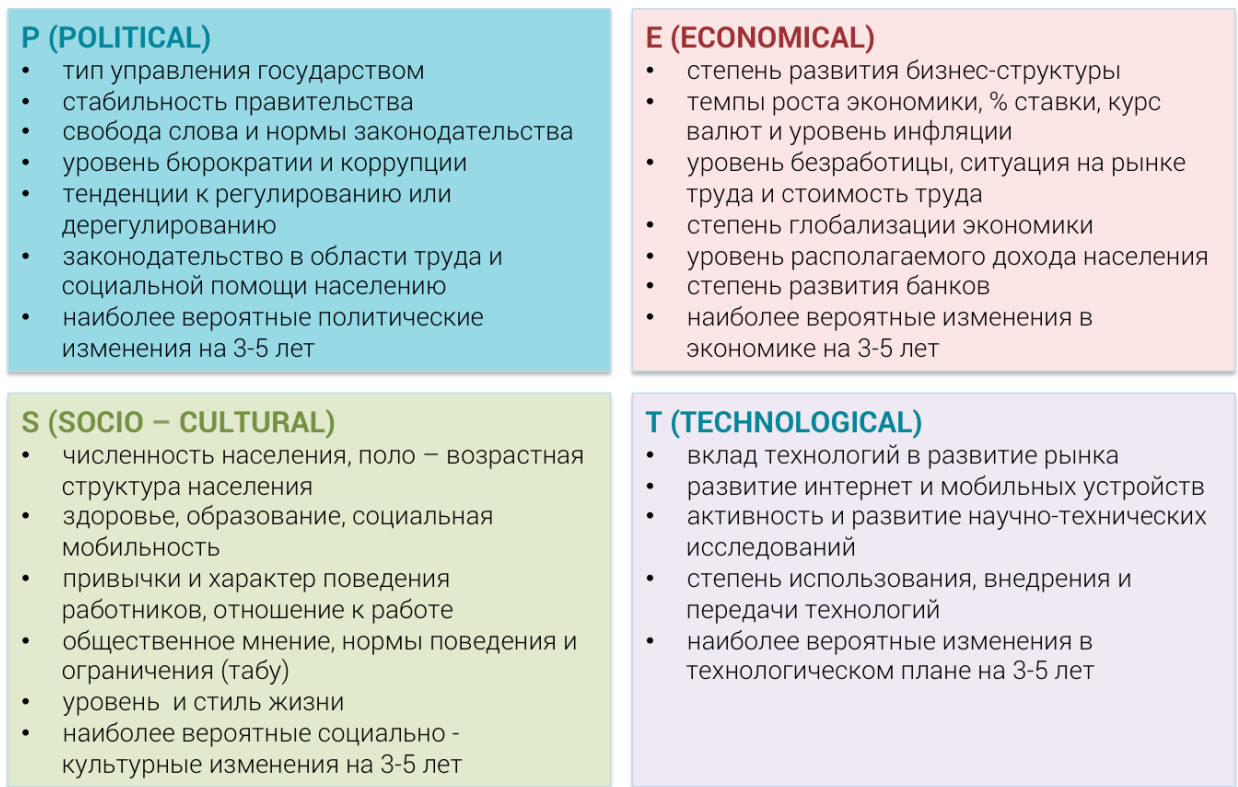 P (POLITICAL)
• тип управления государством
• стабильность правительства
• свобода слова и нормы законодательства
• уровень бюрократии и коррупции
• тенденции к регулированию или
дерегулированию
• законодательство в области труда и
социальной помощи населению
• наиболее вероятные политические
изменения на 3-5 лет
E (ECONOMICAL)
• степень развития бизнес-структуры
• темпы роста экономики, % ставки, курс
валют и уровень инфляции
• уровень безработицы, ситуация на рынке
труда и стоимость труда
• степень глобализации экономики
• уровень располагаемого дохода населения
• степень развития банков
• наиболее вероятные изменения в
экономике на 3-5 лет
S (SOCIO – CULTURAL)
• численность населения, поло – возрастная
структура населения
• здоровье, образование, социальная
мобильность
• привычки и характер поведения
работников, отношение к работе
• общественное мнение, нормы поведения и
ограничения (табу)
• уровень и стиль жизни
• наиболее вероятные социально -
культурные изменения на 3-5 лет
T (TECHNOLOGICAL)
• вклад технологий в развитие рынка
• развитие интернет и мобильных устройств
• активность и развитие научно-технических
исследований
• степень использования, внедрения и
передачи технологий
• наиболее вероятные изменения в
технологическом плане на 3-5 лет